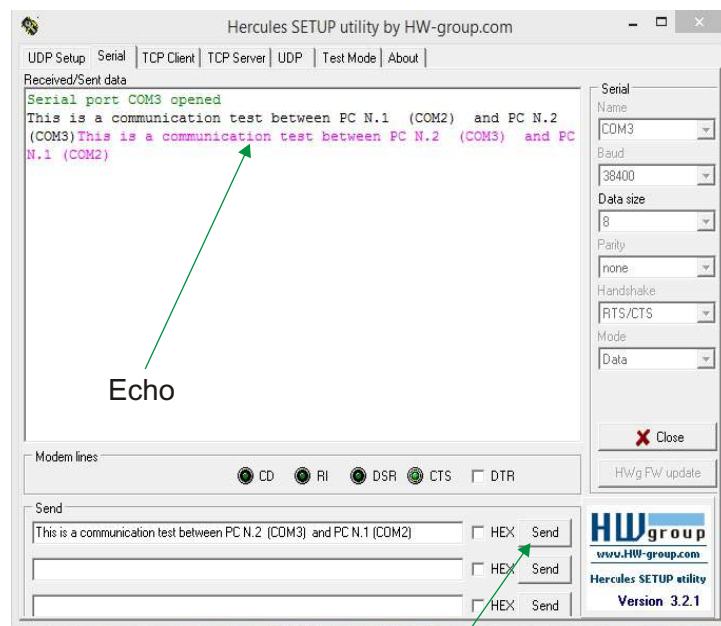 Hercules SETUP utility by HW-group.com
UDP Setup Serial TCP Client TCP Server UDP Test Mode About
Received/Sent data
Serial port COM3 opened
This is a communication test between PC N.1 (COM2) and PC N.2
(COM3)This is a communication test between PC N.2 (COM3) and PC
N.1 (COM2)
Echo
Serial
Name
COM3
Baud
38400
Data size
8
Parity
none
Handshake
RTS/CTS
Mode
Data
Close
HWg FW update
Modem lines
CD RI DSR CTS DTR
Send
This is a communication test between PC N.2 (COM3) and PC N.1 (COM2) HEX Send
HEX Send
HEX Send
HWgroup
www.HW-group.com
Hercules SETUP utility
Version 3.2.1